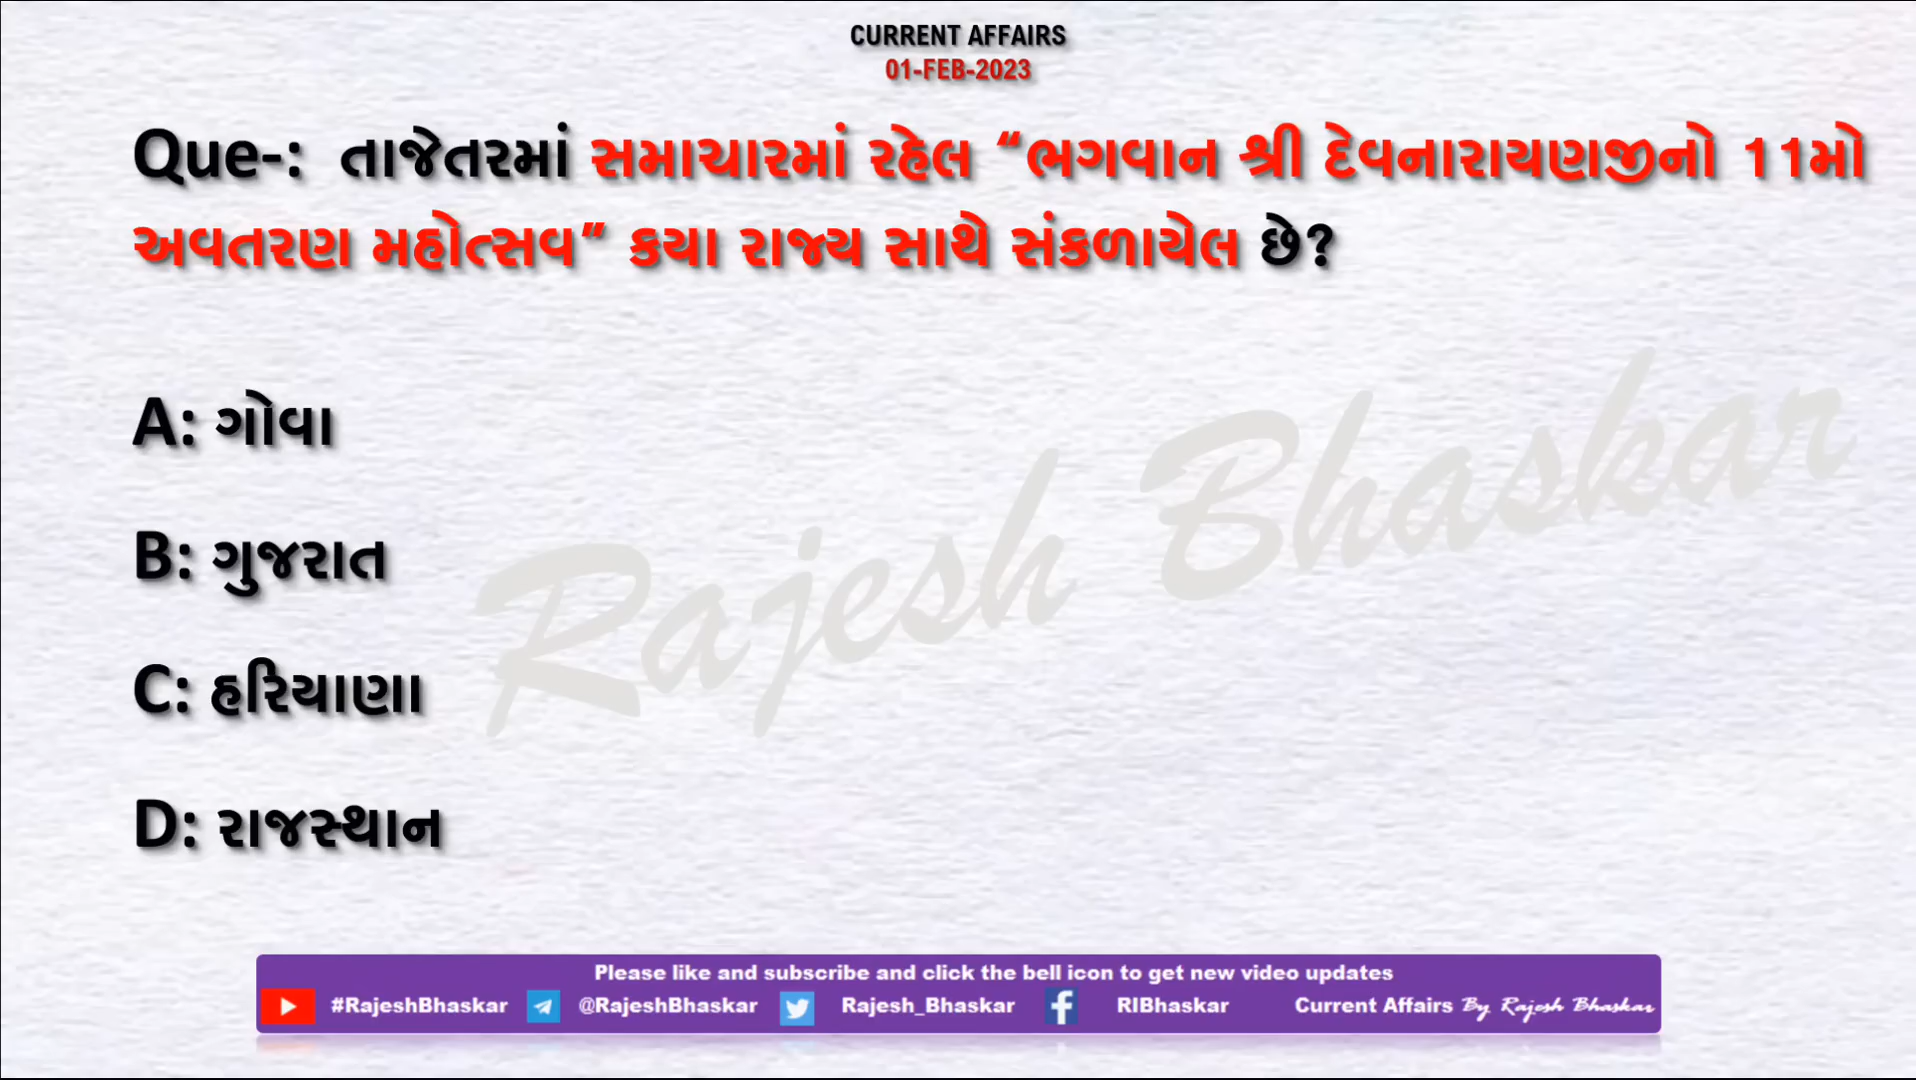 CURRENT AFFAIRS
01-FEB-2023
Que-: તાજેતરમાં સમાચારમાં રહેલ “ભગવાન શ્રી દેવનારાયણજીનો 11મો
અવતરણ મહોત્સવ” કયા રાજ્ય સાથે સંકળાયેલ છે?
A: ગોવા
B: ગુજરાત
C: હરિયાણા
D: રાજસ્થાન
Rajesh Bhaskar
Please like and subscribe and click the bell icon to get new video updates
#RajeshBhaskar @RajeshBhaskar Rajesh_Bhaskar f RIBhaskar Current Affairs By Rajesh Bhaskar